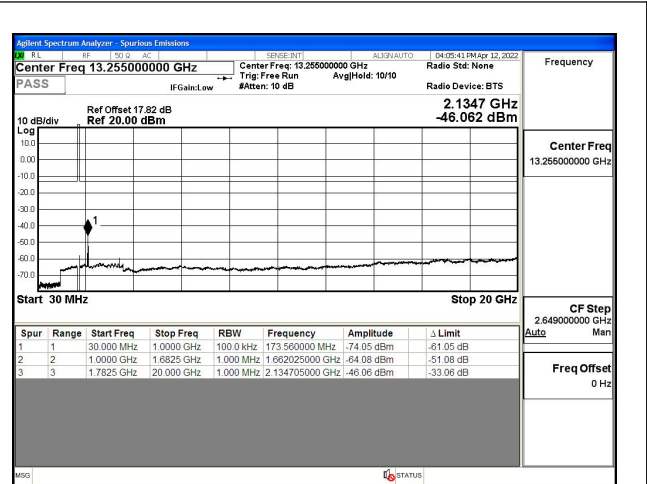 Agilent Spectrum Analyzer - Spurious Emissions
RL RF 50 Ω AC SENSE:INT ALIGN AUTO 04:05:41 PM Apr 12, 2022
Center Freq 13.255000000 GHz
PASS
IFGain:Low
Center Freq: 13.255000000 GHz
Trig: Free Run Avg|Hold: 10/10
#Atten: 10 dB
Radio Std: None
Radio Device: BTS
Frequency
2.1347 GHz
-46.062 dBm
Ref Offset 17.82 dB
10 dB/div Ref 20.00 dBm
Log
10.0
0.00
-10.0
-20.0
-30.0
-40.0
-50.0
-60.0
-70.0
1
Start 30 MHz Stop 20 GHz
Spur Range Start Freq Stop Freq RBW Frequency Amplitude Δ Limit
1 1 30.000 MHz 1.0000 GHz 100.0 kHz 173.560000 MHz -74.05 dBm -61.05 dB
2 2 1.0000 GHz 1.6825 GHz 1.000 MHz 1.662025000 GHz -64.08 dBm -51.08 dB
3 3 1.7825 GHz 20.000 GHz 1.000 MHz 2.134705000 GHz -46.06 dBm -33.06 dB
Center Freq
13.255000000 GHz
CF Step
2.649000000 GHz
Auto Man
Freq Offset
0 Hz
MSG STATUS